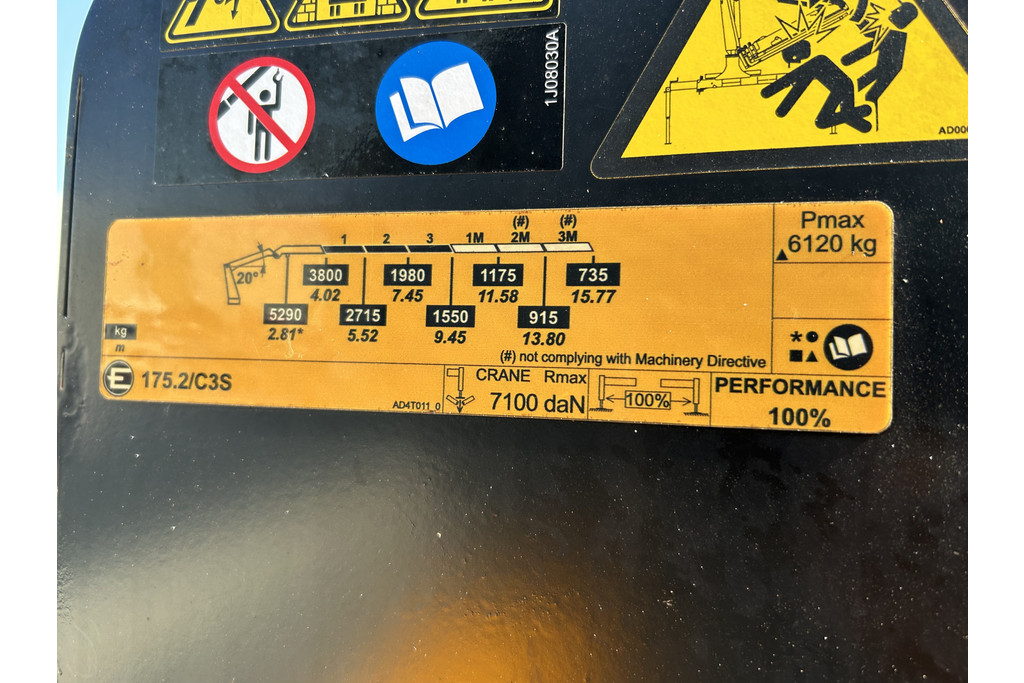 1J08030A
Pmax
6120 kg
(#) (#)
1 2 3 1M 2M 3M
20°
3800 1980 1175 735
4.02 7.45 11.58 15.77
5290 2715 1550 915
2.81* 5.52 9.45 13.80
kg
m
(#) not complying with Machinery Directive
*
E 175.2/C3S
AD4T011_0
CRANE Rmax
7100 daN
100%
PERFORMANCE
100%